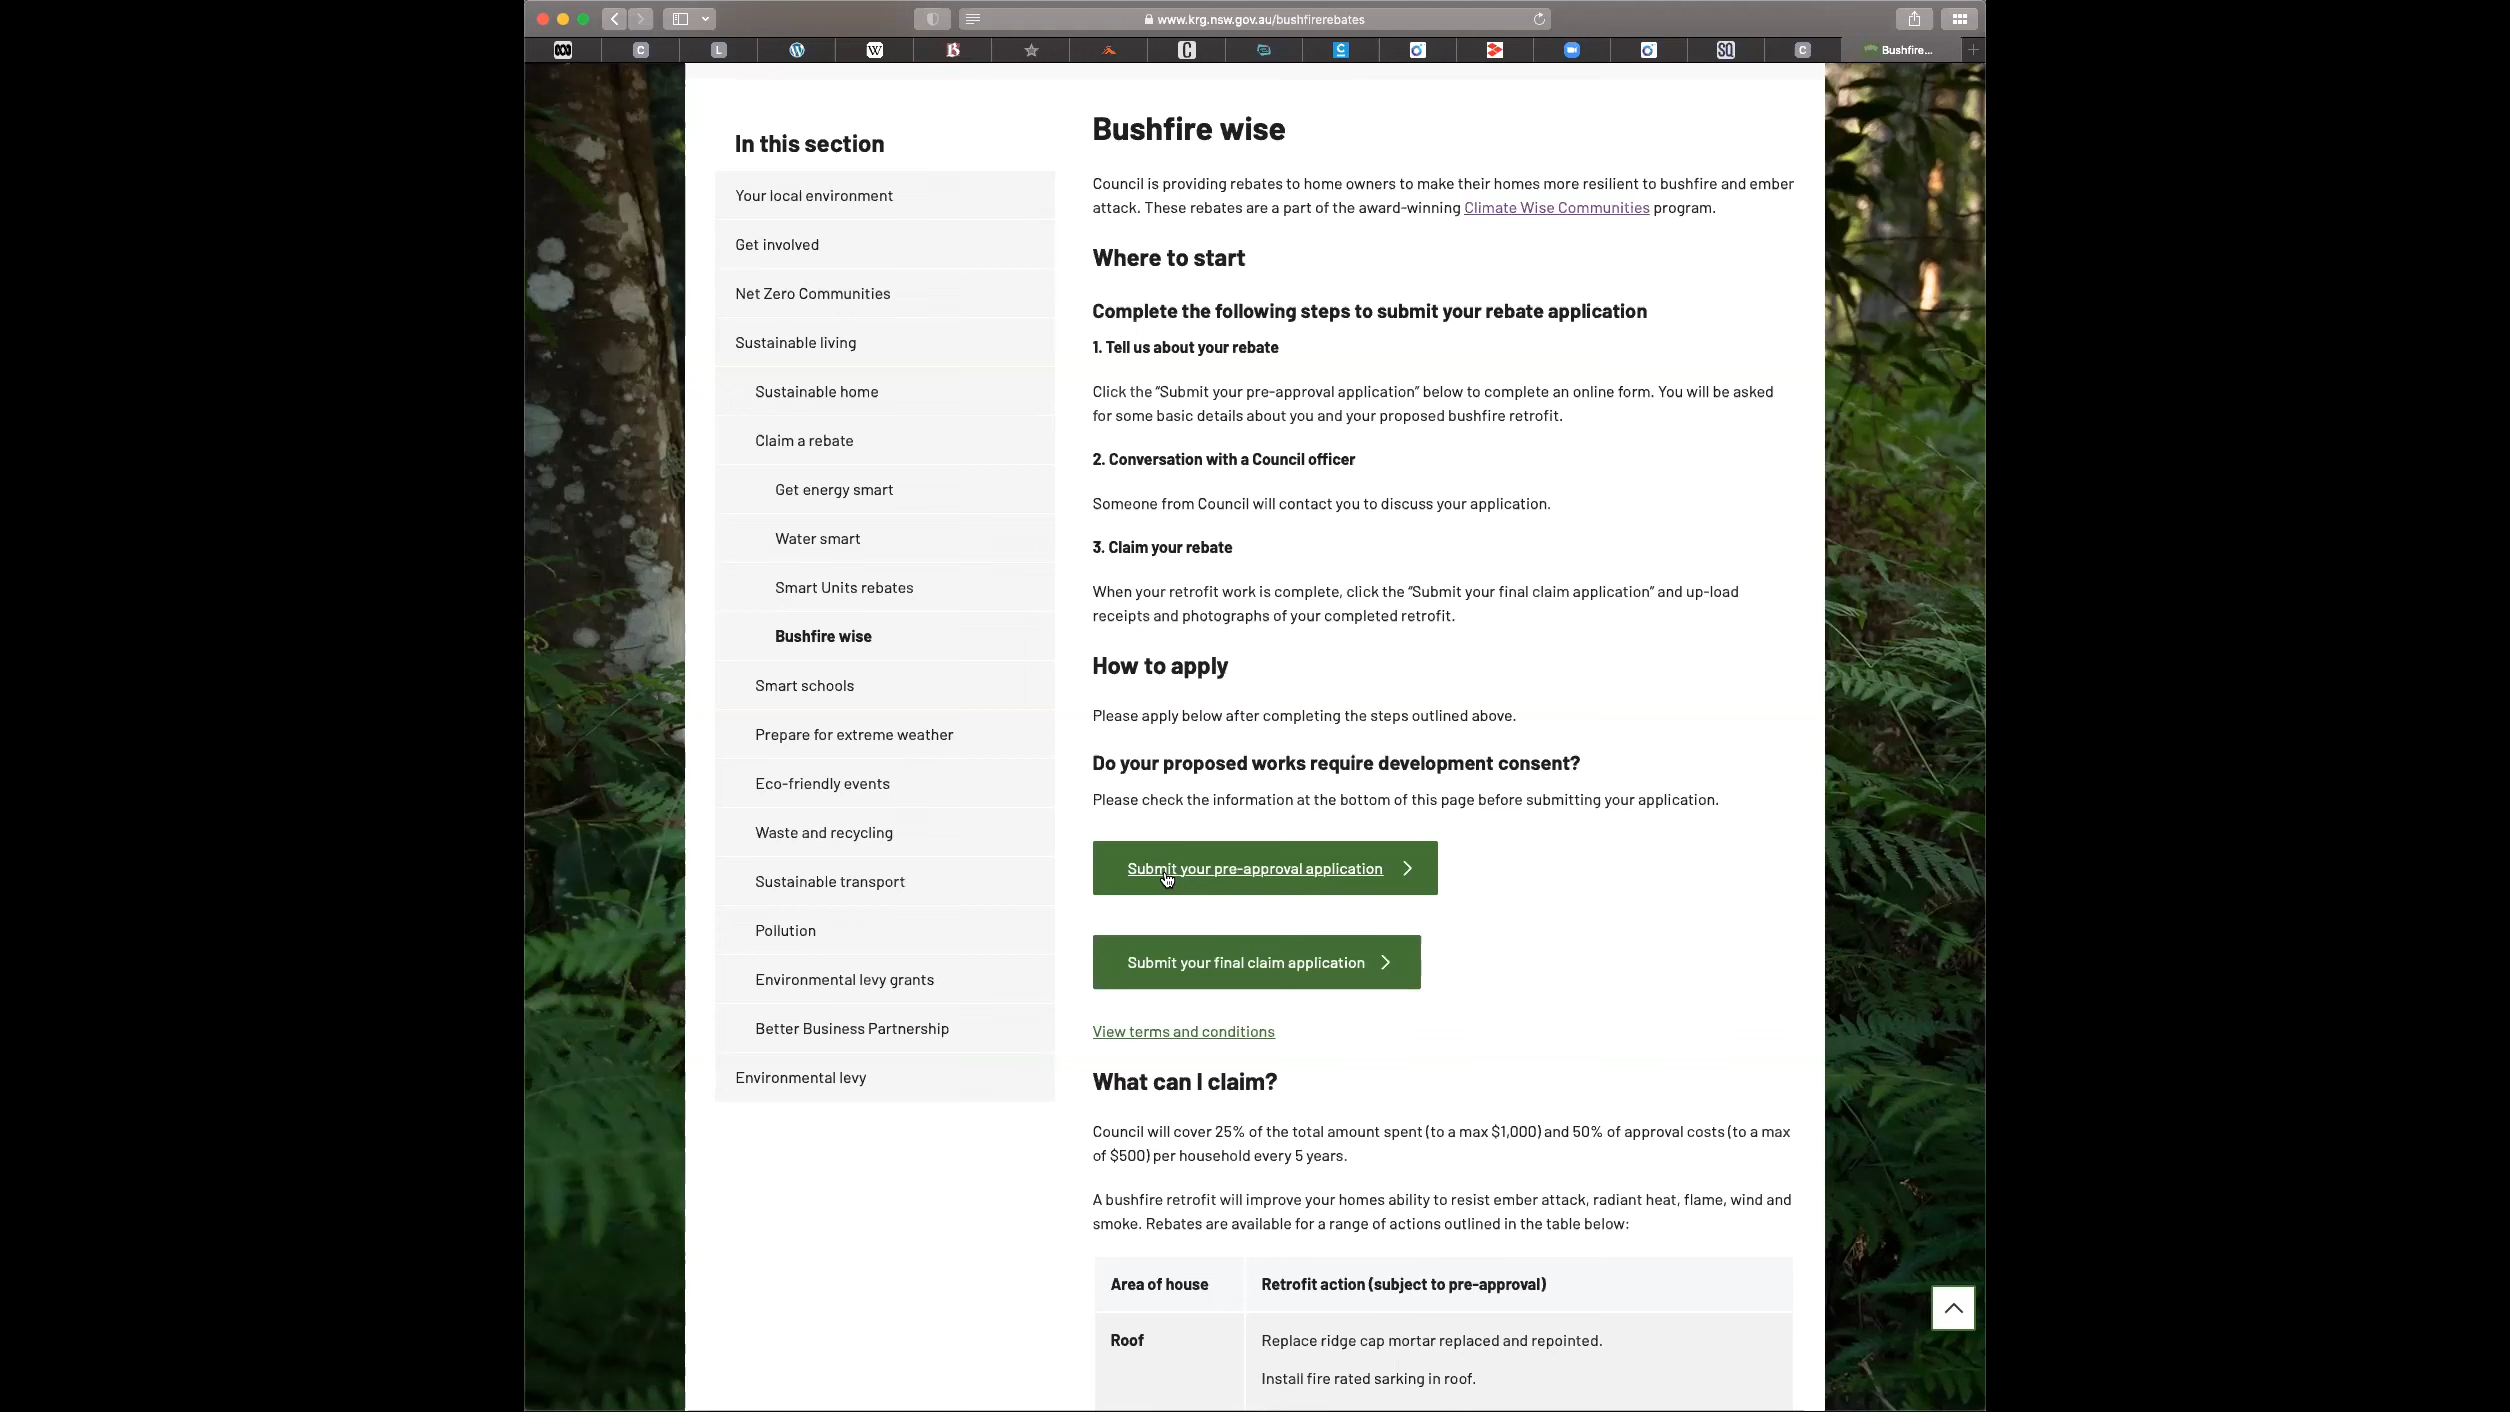 www.krg.nsw.gov.au/bushfirerebates
C
L
W
C
C
SQ
C
Bushfire...
In this section
Your local environment
Get involved
Net Zero Communities
Sustainable living
Sustainable home
Claim a rebate
Get energy smart
Water smart
Smart Units rebates
Bushfire wise
Smart schools
Prepare for extreme weather
Eco-friendly events
Waste and recycling
Sustainable transport
Pollution
Environmental levy grants
Better Business Partnership
Environmental levy
Bushfire wise
Council is providing rebates to home owners to make their homes more resilient to bushfire and ember
attack. These rebates are a part of the award-winning Climate Wise Communities program.
Where to start
Complete the following steps to submit your rebate application
1. Tell us about your rebate
Click the “Submit your pre-approval application” below to complete an online form. You will be asked
for some basic details about you and your proposed bushfire retrofit.
2. Conversation with a Council officer
Someone from Council will contact you to discuss your application.
3. Claim your rebate
When your retrofit work is complete, click the “Submit your final claim application” and up-load
receipts and photographs of your completed retrofit.
How to apply
Please apply below after completing the steps outlined above.
Do your proposed works require development consent?
Please check the information at the bottom of this page before submitting your application.
Submit your pre-approval application
Submit your final claim application
View terms and conditions
What can I claim?
Council will cover 25% of the total amount spent (to a max $1,000) and 50% of approval costs (to a max
of $500) per household every 5 years.
A bushfire retrofit will improve your homes ability to resist ember attack, radiant heat, flame, wind and
smoke. Rebates are available for a range of actions outlined in the table below:
Area of house
Retrofit action (subject to pre-approval)
Roof
Replace ridge cap mortar replaced and repointed.
Install fire rated sarking in roof.